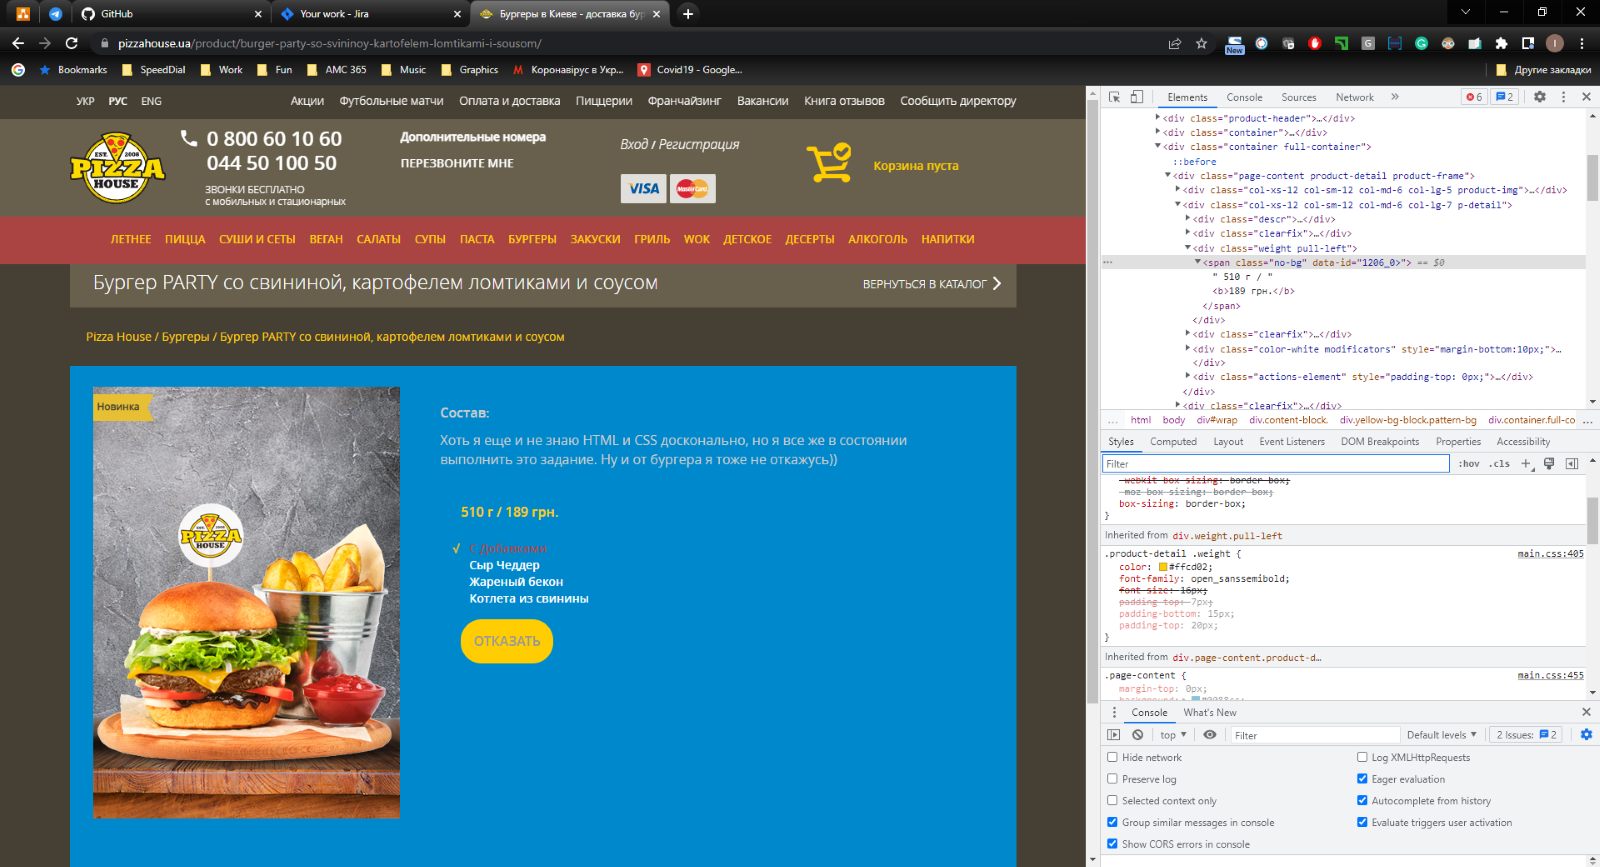 GitHub
Your work - Jira
Бургеры в Киеве - доставка бур
pizzahouse.ua/product/burger-party-so-svininoy-kartofelem-lomtikami-i-sousom/
New
Bookmarks
SpeedDial
Work
Fun
AMC 365
Music
Graphics
Коронавірус в Укр...
Covid19 - Google...
Другие закладки
УКР РУС ENG
Акции
Футбольные матчи
Оплата и доставка
Пиццерии
Франчайзинг
Вакансии
Книга отзывов
Сообщить директору
EST. 2008
PIZZA
HOUSE
0 800 60 10 60
044 50 100 50
ЗВОНКИ БЕСПЛАТНО
с мобильных и стационарных
Дополнительные номера
ПЕРЕЗВОНИТЕ МНЕ
Вход / Регистрация
VISA
MasterCard
Корзина пуста
ЛЕТНЕЕ ПИЦЦА СУШИ И СЕТЫ ВЕГАН САЛАТЫ СУПЫ ПАСТА БУРГЕРЫ ЗАКУСКИ ГРИЛЬ WOK ДЕТСКОЕ ДЕСЕРТЫ АЛКОГОЛЬ НАПИТКИ
Бургер PARTY со свининой, картофелем ломтиками и соусом
ВЕРНУТЬСЯ В КАТАЛОГ
Pizza House / Бургеры / Бургер PARTY со свининой, картофелем ломтиками и соусом
Новинка
PIZZA
HOUSE
Состав:
Хоть я еще и не знаю HTML и CSS досконально, но я все же в состоянии
выполнить это задание. Ну и от бургера я тоже не откажусь))
510 г / 189 грн.
√ С Добавками
Сыр Чеддер
Жареный бекон
Котлета из свинины
ОТКАЗАТЬ
Elements Console Sources Network » 6 2
<div class="product-header">…</div>
<div class="container">…</div>
<div class="container full-container">
::before
<div class="page-content product-detail product-frame">
<div class="col-xs-12 col-sm-12 col-md-6 col-lg-5 product-img">…</div>
<div class="col-xs-12 col-sm-12 col-md-6 col-lg-7 p-detail">
<div class="descr">…</div>
<div class="clearfix">…</div>
<div class="weight pull-left">
<span class="no-bg" data-id="1206_0>"> == $0
" 510 г / "
<b>189 грн.</b>
</span>
</div>
<div class="clearfix">…</div>
<div class="color-white modificators" style="margin-bottom:10px;">…
</div>
<div class="actions-element" style="padding-top: 0px;">…</div>
</div>
<div class="clearfix">…</div>
... html body div#wrap div.content-block. div.yellow-bg-block.pattern-bg div.container.full-co ...
Styles Computed Layout Event Listeners DOM Breakpoints Properties Accessibility
Filter
:hov .cls +
-webkit-box-sizing: border-box;
-moz-box-sizing: border-box;
box-sizing: border-box;
}
Inherited from div.weight.pull-left
.product-detail .weight {
main.css:405
color: #ffcd02;
font-family: open_sanssemibold;
font-size: 16px;
padding-top: 7px;
padding-bottom: 15px;
padding-top: 20px;
}
Inherited from div.page-content.product-d…
.page-content {
main.css:455
margin-top: 0px;
Console What's New
top
Filter
Default levels
2 Issues: 2
Hide network
Log XMLHttpRequests
Preserve log
Eager evaluation
Selected context only
Autocomplete from history
Group similar messages in console
Evaluate triggers user activation
Show CORS errors in console